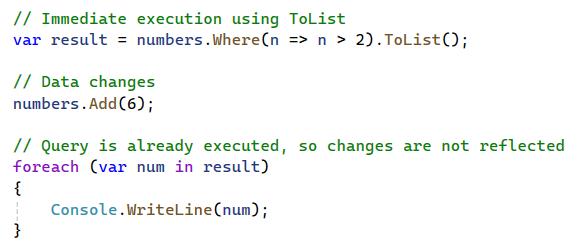 // Immediate execution using ToList
var result = numbers.Where(n => n > 2).ToList();
// Data changes
numbers.Add(6);
// Query is already executed, so changes are not reflected
foreach (var num in result)
{
Console.WriteLine(num);
}